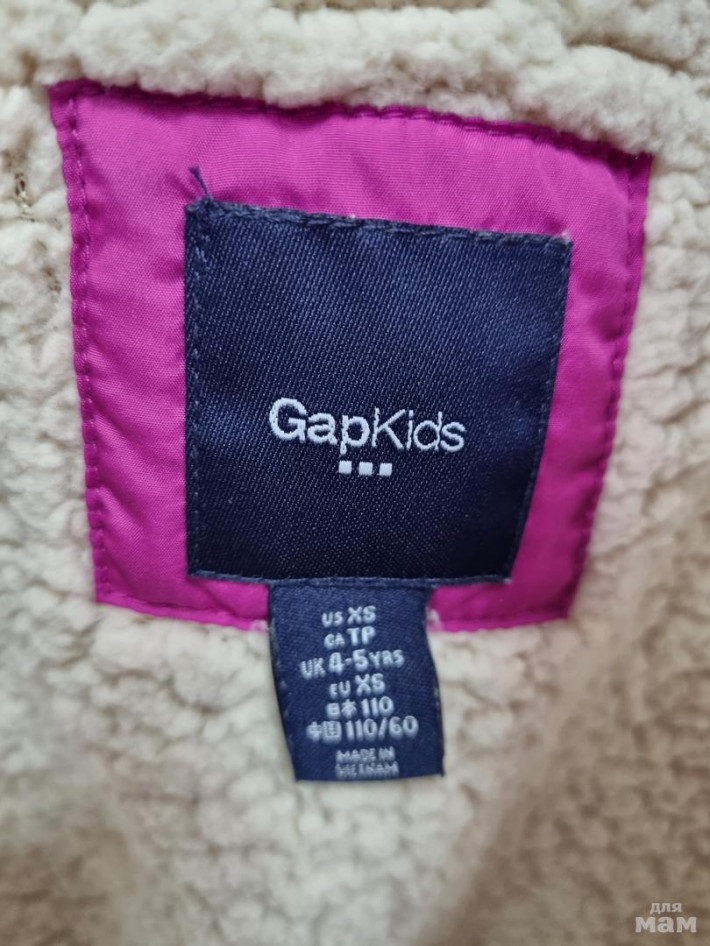 GapKids
US XS
CA TP
UK 4-5 YRS
EU XS
日本 110
中国 110/60
MADE IN
VIETNAM
для
мам